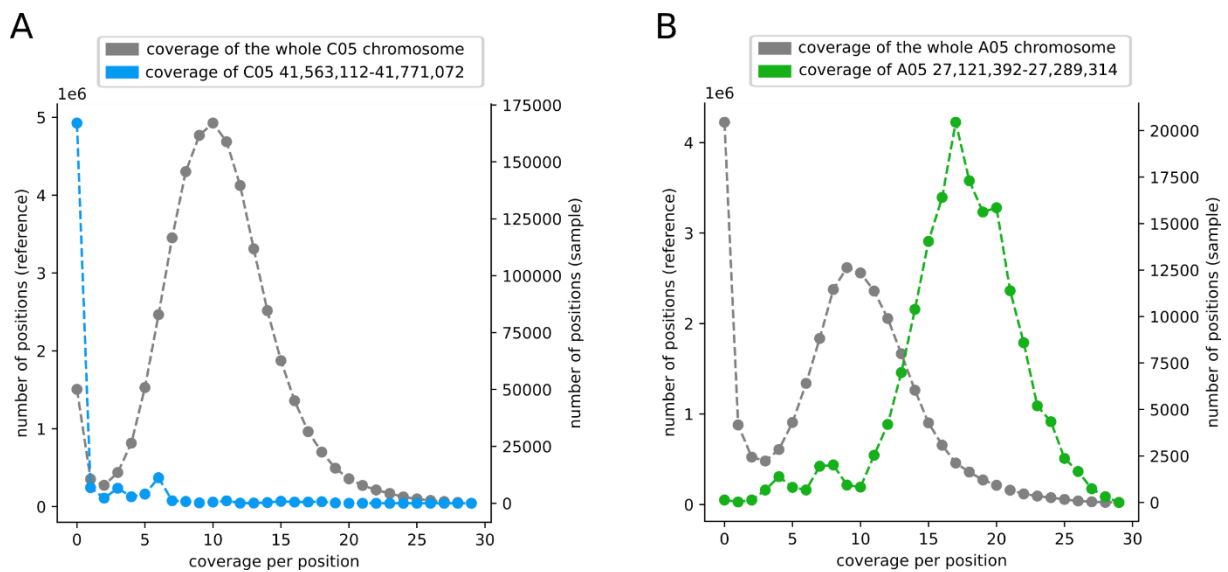 A
coverage of the whole C05 chromosome
coverage of C05 41,563,112-41,771,072
1e6
5
4
3
2
1
0
number of positions (reference)
175000
150000
125000
100000
75000
50000
25000
0
number of positions (sample)
0 5 10 15 20 25 30
coverage per position
B
coverage of the whole A05 chromosome
coverage of A05 27,121,392-27,289,314
1e6
4
3
2
1
0
number of positions (reference)
20000
17500
15000
12500
10000
7500
5000
2500
0
number of positions (sample)
0 5 10 15 20 25 30
coverage per position